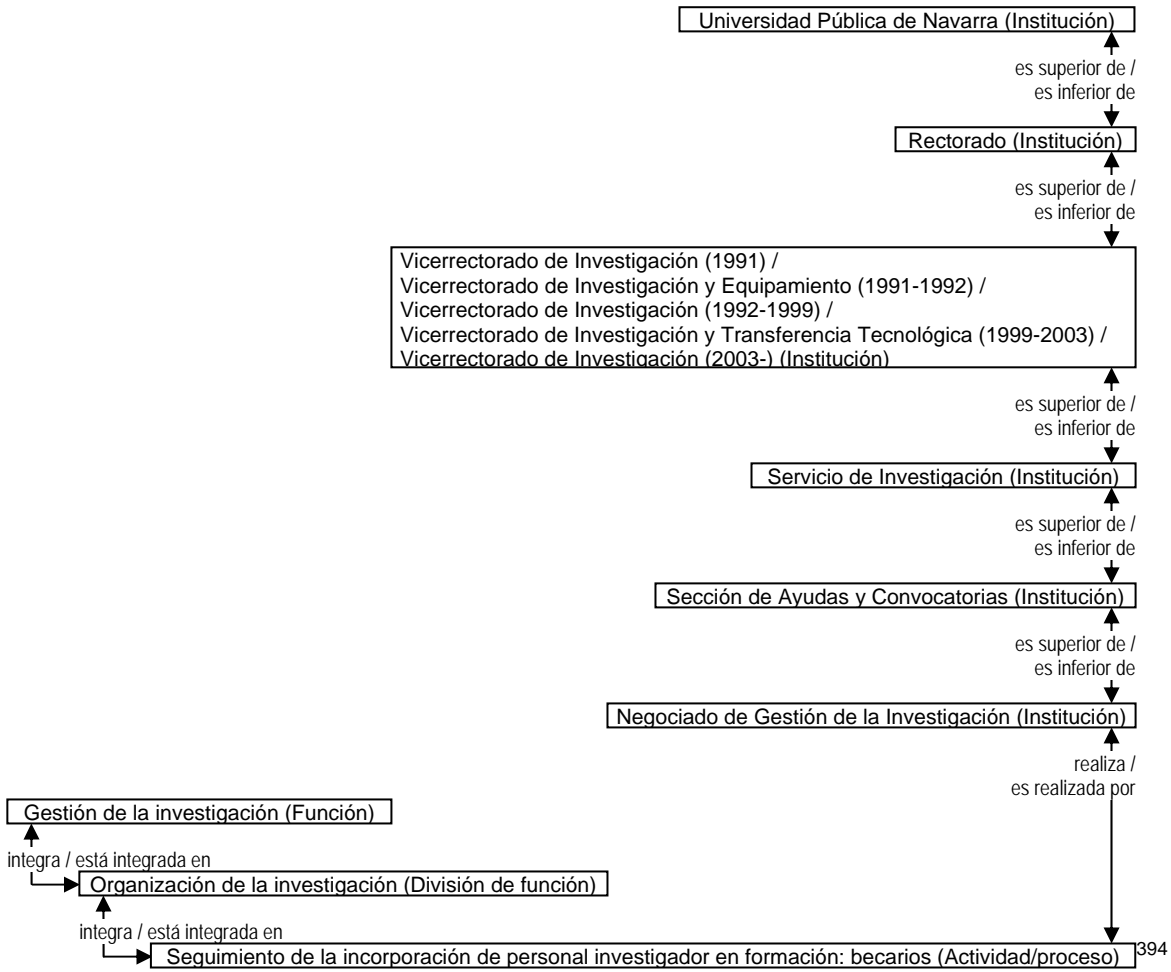 Universidad Pública de Navarra (Institución)
es superior de /
es inferior de
Rectorado (Institución)
es superior de /
es inferior de
Vicerrectorado de Investigación (1991) /
Vicerrectorado de Investigación y Equipamiento (1991-1992) /
Vicerrectorado de Investigación (1992-1999) /
Vicerrectorado de Investigación y Transferencia Tecnológica (1999-2003) /
Vicerrectorado de Investigación (2003-) (Institución)
es superior de /
es inferior de
Servicio de Investigación (Institución)
es superior de /
es inferior de
Sección de Ayudas y Convocatorias (Institución)
es superior de /
es inferior de
Negociado de Gestión de la Investigación (Institución)
realiza /
es realizada por
Gestión de la investigación (Función)
integra / está integrada en
Organización de la investigación (División de función)
integra / está integrada en
Seguimiento de la incorporación de personal investigador en formación: becarios (Actividad/proceso) 394